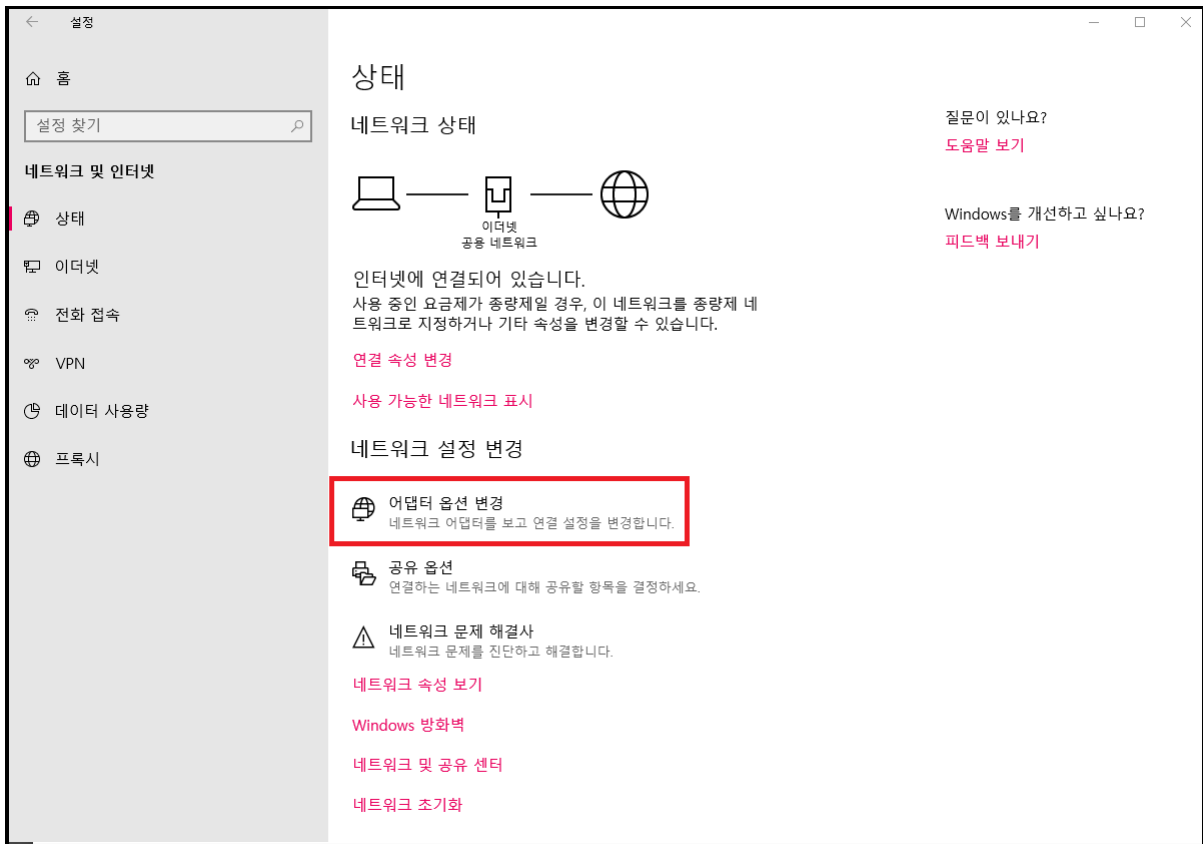 설정
홈
설정 찾기
네트워크 및 인터넷
상태
이더넷
전화 접속
VPN
데이터 사용량
프록시
상태
네트워크 상태
이더넷
공용 네트워크
인터넷에 연결되어 있습니다.
사용 중인 요금제가 종량제일 경우, 이 네트워크를 종량제 네
트워크로 지정하거나 기타 속성을 변경할 수 있습니다.
연결 속성 변경
사용 가능한 네트워크 표시
네트워크 설정 변경
어댑터 옵션 변경
네트워크 어댑터를 보고 연결 설정을 변경합니다.
공유 옵션
연결하는 네트워크에 대해 공유할 항목을 결정하세요.
네트워크 문제 해결사
네트워크 문제를 진단하고 해결합니다.
네트워크 속성 보기
Windows 방화벽
네트워크 및 공유 센터
네트워크 초기화
질문이 있나요?
도움말 보기
Windows를 개선하고 싶나요?
피드백 보내기